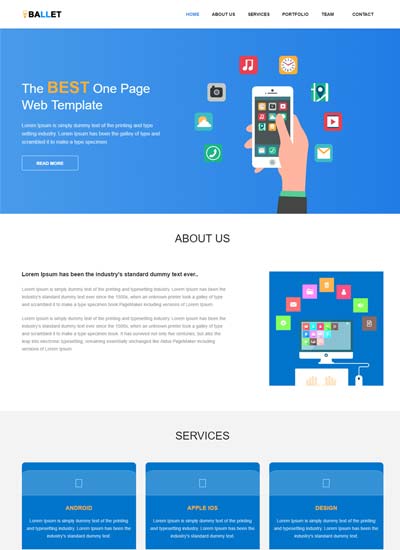 BALLET
HOME ABOUT US SERVICES PORTFOLIO TEAM CONTACT
The BEST One Page
Web Template
Lorem Ipsum is simply dummy text of the printing and type
setting industry. Lorem Ipsum has been the industry's
standard dummy texh been the galley of type and
scrambled it to make a type specimen
READ MORE
ABOUT US
Lorem Ipsum has been the industry's standard dummy text ever..
Lorem Ipsum is simply dummy text of the printing and typesetting industry. Lorem Ipsum has been the
industry's standard dummy text ever since the 1500s, when an unknown printer took a galley of type and
scrambled it to make a type specimen book PageMaker including versions of Lorem Ipsum
Lorem Ipsum is simply dummy text of the printing and typesetting industry. Lorem Ipsum has been the
industry's standard dummy text ever since the 1500s, when an unknown printer took a galley of type and
scrambled. It has survived not only five centuries, but also the
leap into electronic typesetting, remaining essentially unchanged like Aldus PageMaker including
versions of Lorem Ipsum
SERVICES
ANDROID
Lorem Ipsum is simply dummy text of the printing
and typesetting industry. Lorem Ipsum has been
the industry's standard dummy text
APPLE IOS
Lorem Ipsum is simply dummy text of the printing
and typesetting industry. Lorem Ipsum has been
the industry's standard dummy text
DESIGN
Lorem Ipsum is simply dummy text of the printing
and typesetting industry. Lorem Ipsum has been
the industry's standard dummy text